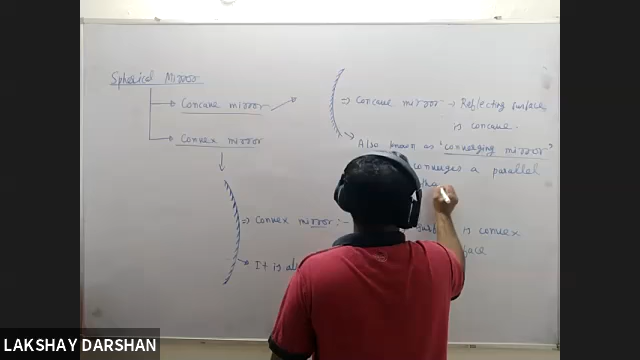 Spherical Mirror
Concave mirror
Convex mirror
⇒ Concave mirror → Reflecting surface
is concave.
Also known as 'converging mirror'
converges a parallel
⇒ Convex mirror :-
is convex
It is al
LAKSHAY DARSHAN